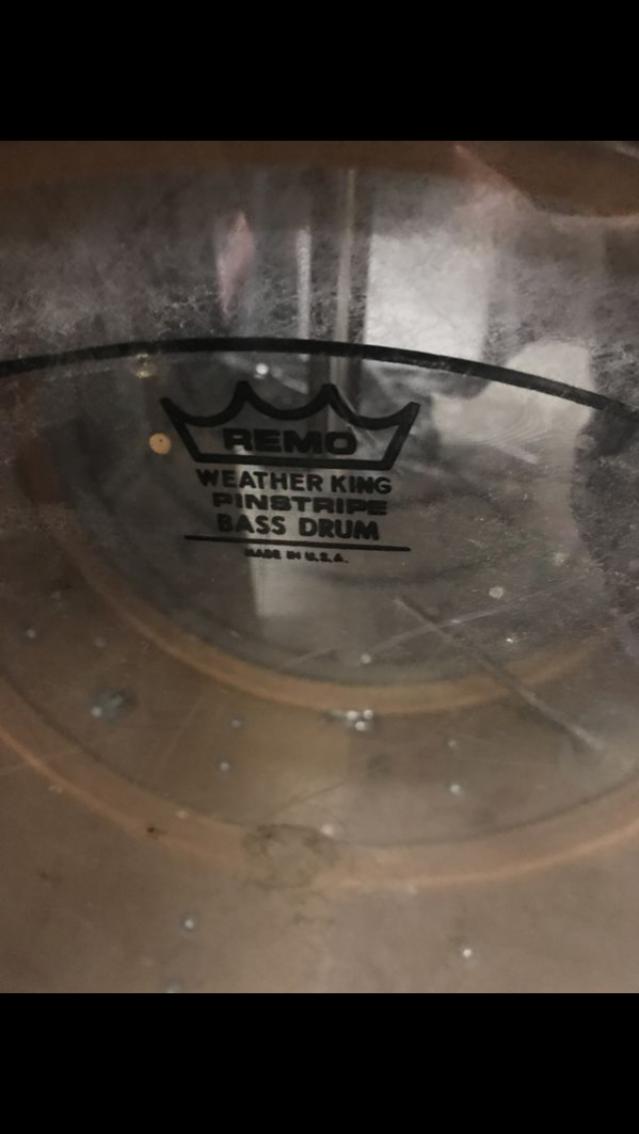 REMO
WEATHER KING
PINSTRIPE
BASS DRUM
MADE IN U.S.A.